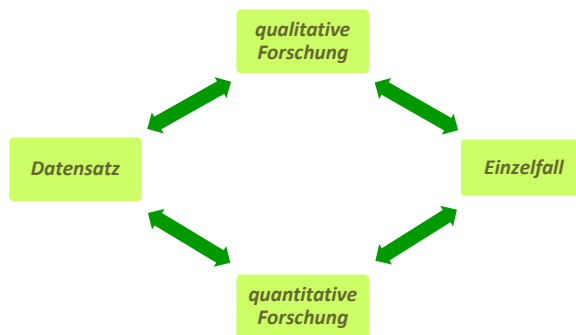 qualitative
Forschung
Datensatz
Einzelfall
quantitative
Forschung